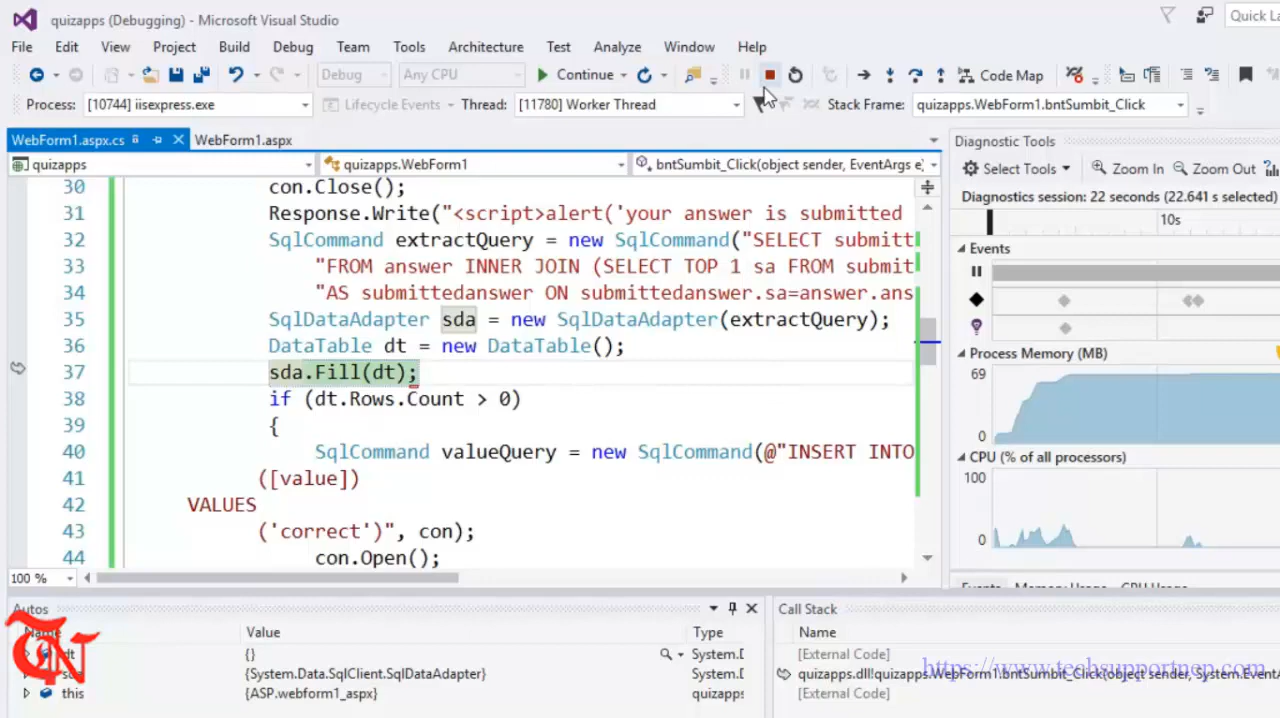 quizapps (Debugging) - Microsoft Visual Studio
Quick La
File Edit View Project Build Debug Team Tools Architecture Test Analyze Window Help
Debug Any CPU Continue Code Map
Process: [10744] iisexpress.exe Lifecycle Events Thread: [11780] Worker Thread Stack Frame: quizapps.WebForm1.bntSumbit_Click
WebForm1.aspx.cs WebForm1.aspx
quizapps quizapps.WebForm1 bntSumbit_Click(object sender, EventArgs e)
30 con.Close();
31 Response.Write("<script>alert('your answer is submitted
32 SqlCommand extractQuery = new SqlCommand("SELECT submitt
33 "FROM answer INNER JOIN (SELECT TOP 1 sa FROM submit
34 "AS submittedanswer ON submittedanswer.sa=answer.ans
35 SqlDataAdapter sda = new SqlDataAdapter(extractQuery);
36 DataTable dt = new DataTable();
37 sda.Fill(dt);
38 if (dt.Rows.Count > 0)
39 {
40 SqlCommand valueQuery = new SqlCommand(@"INSERT INTO
41 ([value])
42 VALUES
43 ('correct')", con);
44 con.Open();
100 %
Diagnostic Tools
Select Tools Zoom In Zoom Out
Diagnostics session: 22 seconds (22.641 s selected)
10s
Events
Process Memory (MB)
69
0
CPU (% of all processors)
100
0
Events Memory Usage CPU Usage
Autos
Name Value Type
dt {} System.D
{System.Data.SqlClient.SqlDataAdapter} System.D
this {ASP.webform1_aspx} quizapps
Call Stack
Name
[External Code]
quizapps.dll!quizapps.WebForm1.bntSumbit_Click(object sender, System.EventA
[External Code]
https://www.techsupportnep.com
TN